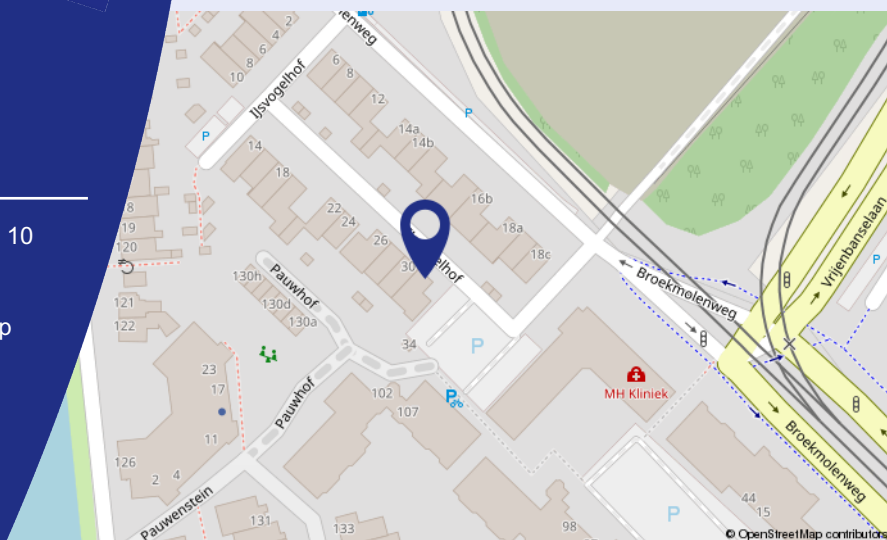 10
p
enweg
2
4
6
8
10
IJsvogelhof
6
8
12
P
P
14a
14b
14
18
16b
18a
18c
22
24
26
30
elhof
8
19
120
121
122
130h
130d
130a
Pauwhof
34
P
Broekmolenweg
Vrijenbanselaan
P
MH Kliniek
23
17
11
Pauwhof
102
107
P
126
2
4
Pauwenstein
131
133
98
P
44
15
Broekmolenweg
© OpenStreetMap contributors